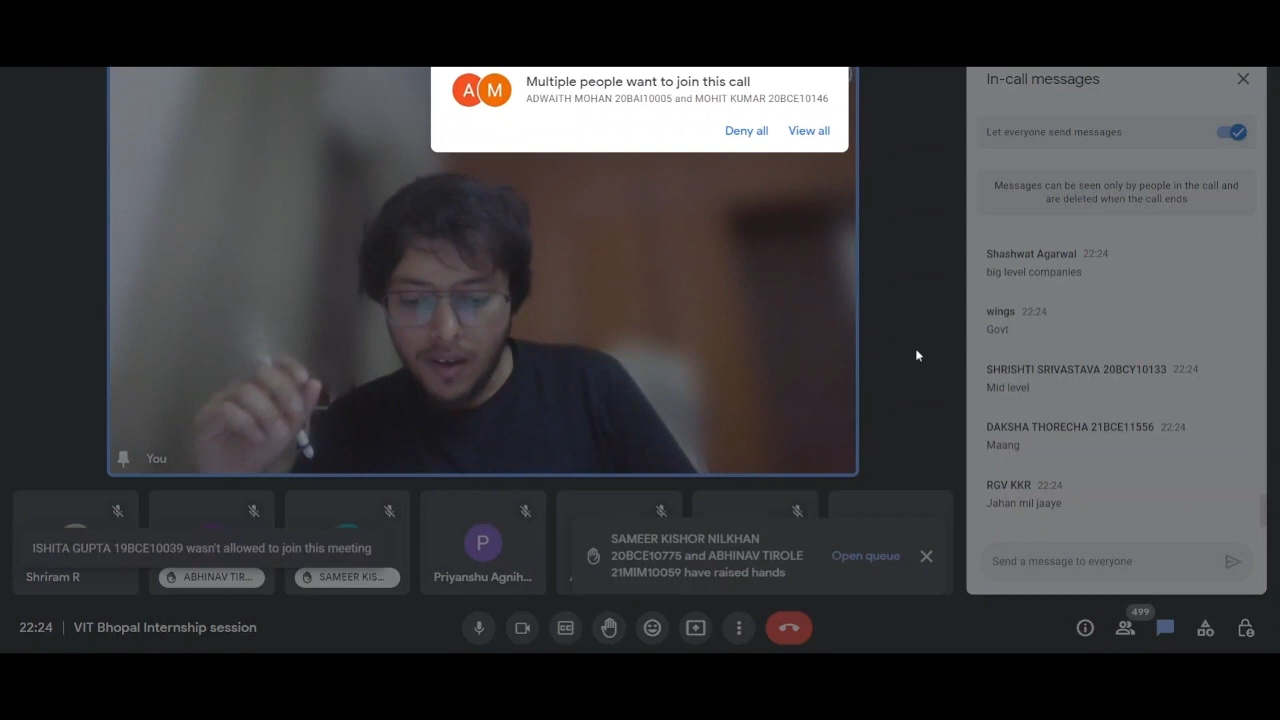 A M
Multiple people want to join this call
ADWAITH MOHAN 20BAI10005 and MOHIT KUMAR 20BCE10146
Deny all View all
You
ISHITA GUPTA 19BCE10039 wasn't allowed to join this meeting
Shriram R
ABHINAV TIR...
SAMEER KIS...
P
Priyanshu Agnih...
SAMEER KISHOR NILKHAN
20BCE10775 and ABHINAV TIROLE
21MIM10059 have raised hands
Open queue
In-call messages
Let everyone send messages
Messages can be seen only by people in the call and
are deleted when the call ends
Shashwat Agarwal 22:24
big level companies
wings 22:24
Govt
SHRISHTI SRIVASTAVA 20BCY10133 22:24
Mid level
DAKSHA THORECHA 21BCE11556 22:24
Maang
RGV KKR 22:24
Jahan mil jaaye
Send a message to everyone
22:24 | VIT Bhopal Internship session
499